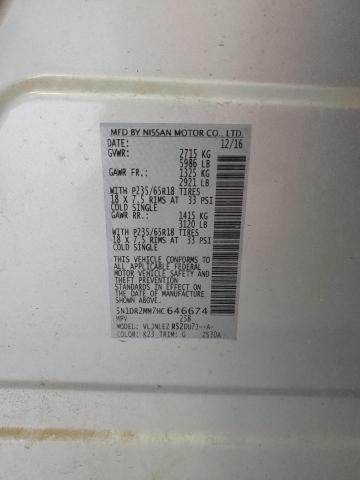 MFD BY NISSAN MOTOR CO., LTD.
DATE: 12/16
GVWR: 2715 KG
5986 LB
GAWR FR.: 1325 KG
2921 LB
WITH P235/65R18 TIRES
18 X 7.5 RIMS AT 33 PSI
COLD SINGLE
GAWR RR.: 1415 KG
3120 LB
WITH P235/65R18 TIRES
18 X 7.5 RIMS AT 33 PSI
COLD SINGLE
THIS VEHICLE CONFORMS TO
ALL APPLICABLE FEDERAL
MOTOR VEHICLE SAFETY,
BUMPER, AND THEFT PREVENTION
STANDARDS IN EFFECT ON THE
DATE OF MANUFACTURE SHOWN
ABOVE.
5N1DR2MM7HC646674
MPV 258
MODEL:
COLOR: K23 TRIM: G 2530A